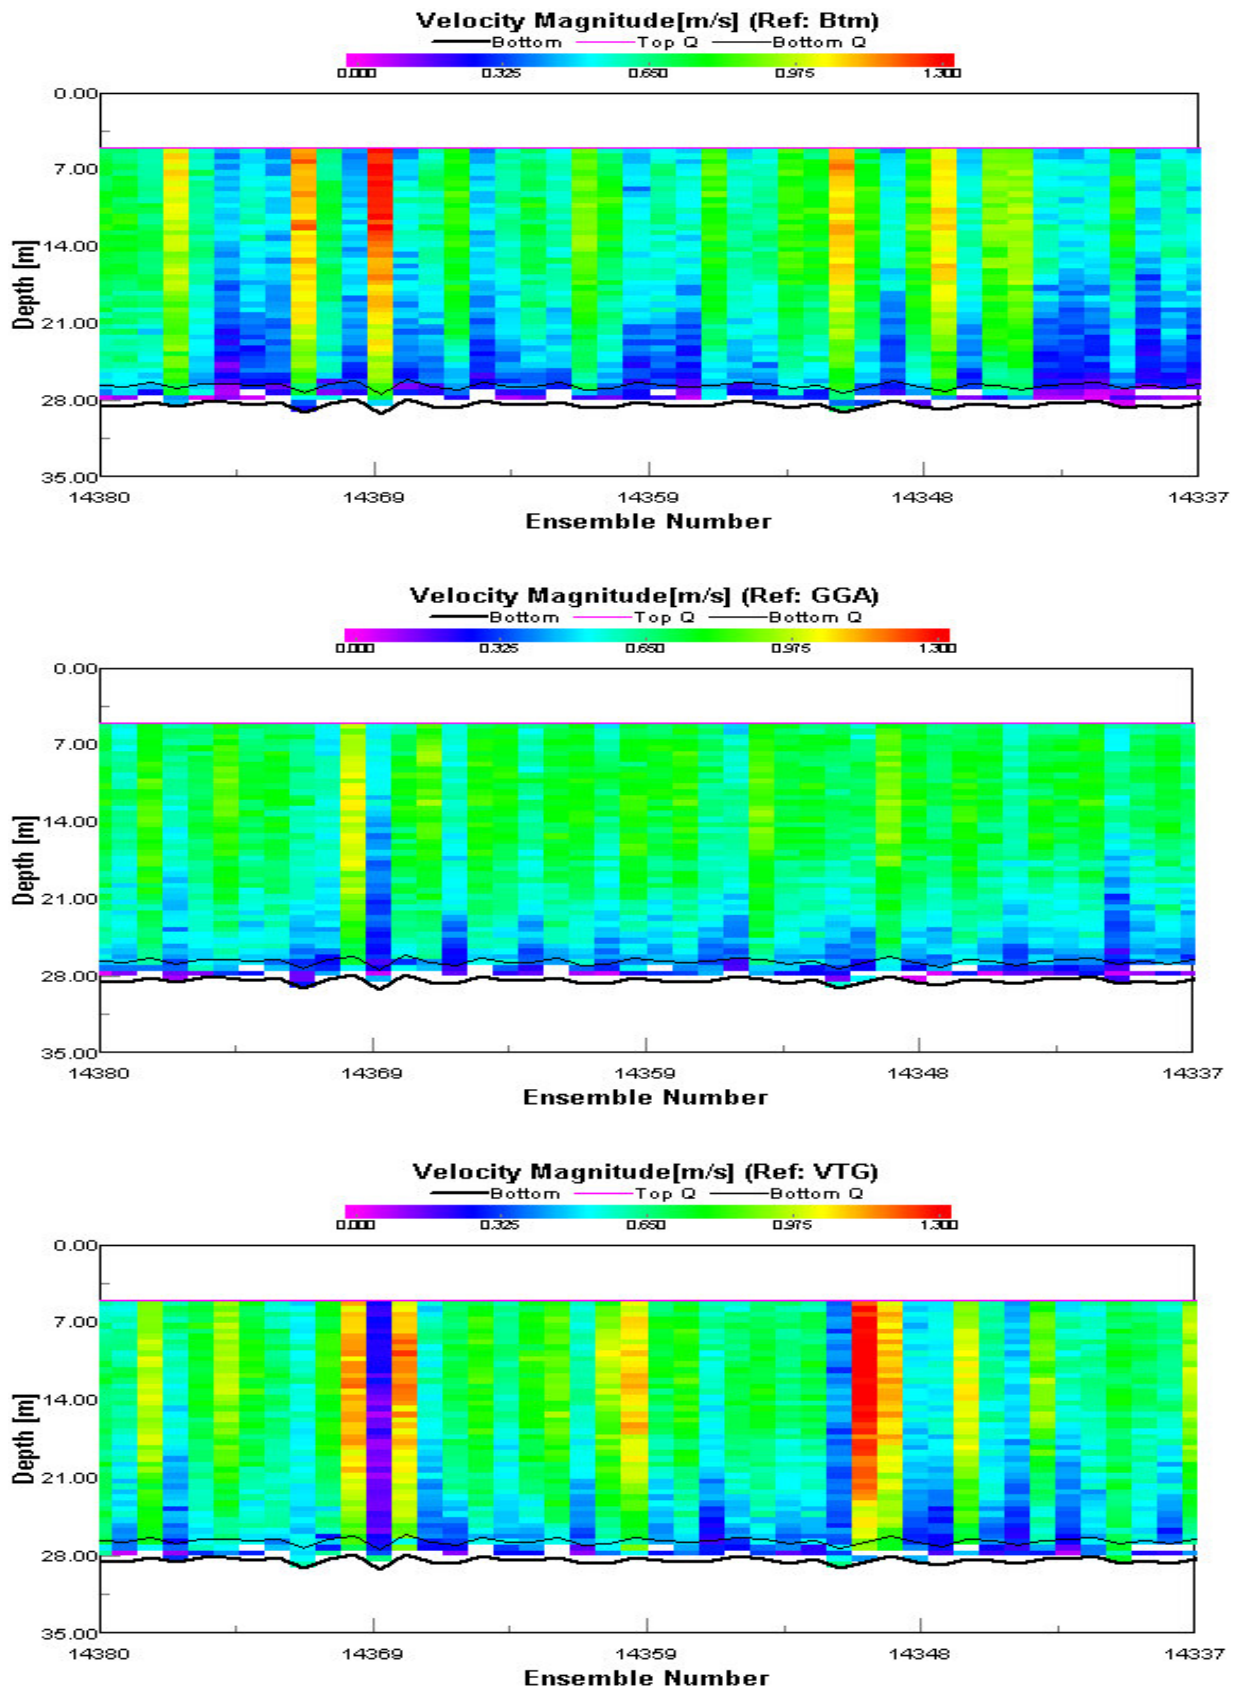 Velocity Magnitude[m/s] (Ref: Btm)
Bottom Top Q Bottom Q
0.000 0.325 0.650 0.975 1.300
0.00
7.00
14.00
21.00
28.00
35.00
Depth [m]
14380 14369 14359 14348 14337
Ensemble Number
Velocity Magnitude[m/s] (Ref: GGA)
Bottom Top Q Bottom Q
0.000 0.325 0.650 0.975 1.300
0.00
7.00
14.00
21.00
28.00
35.00
Depth [m]
14380 14369 14359 14348 14337
Ensemble Number
Velocity Magnitude[m/s] (Ref: VTG)
Bottom Top Q Bottom Q
0.000 0.325 0.650 0.975 1.300
0.00
7.00
14.00
21.00
28.00
35.00
Depth [m]
14380 14369 14359 14348 14337
Ensemble Number